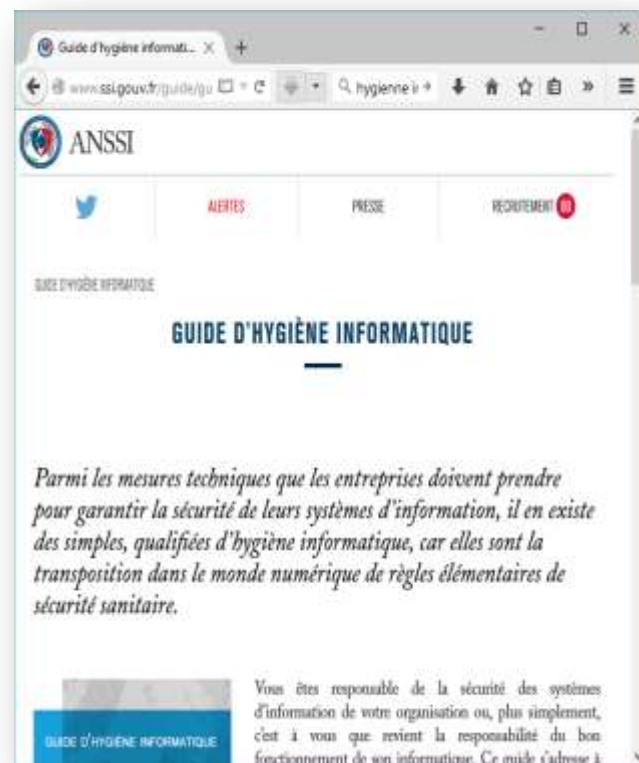 Guide d'hygiène informati...
www.ssi.gouv.fr/guide/gu
hygienne i
ANSSI
ALERTES
PRESSE
RECRUTEMENT
GUIDE D'HYGIÈNE INFORMATIQUE
GUIDE D'HYGIÈNE INFORMATIQUE
Parmi les mesures techniques que les entreprises doivent prendre
pour garantir la sécurité de leurs systèmes d'information, il en existe
des simples, qualifiées d'hygiène informatique, car elles sont la
transposition dans le monde numérique de règles élémentaires de
sécurité sanitaire.
GUIDE D'HYGIÈNE INFORMATIQUE
Vous êtes responsable de la sécurité des systèmes
d'information de votre organisation ou, plus simplement,
c'est à vous que revient la responsabilité du bon
fonctionnement de son informatique. Ce guide s'adresse à